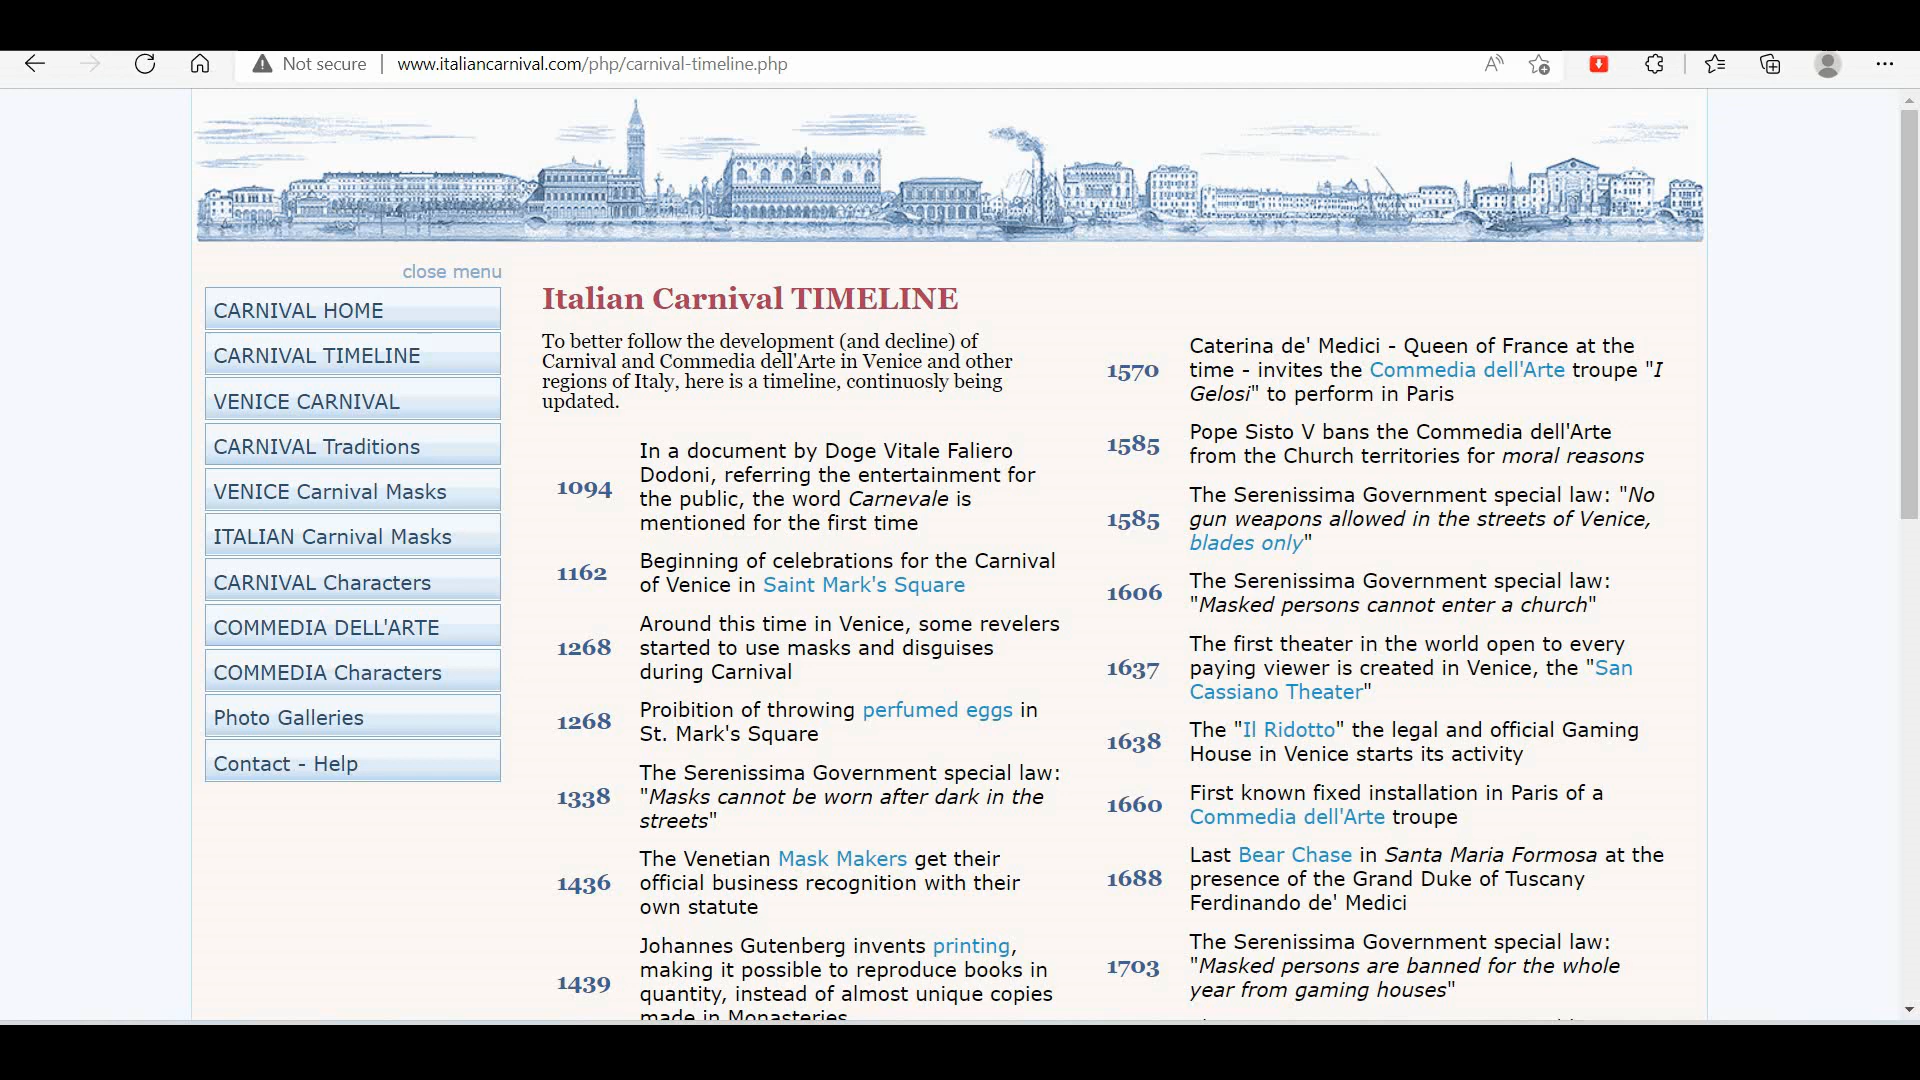 Not secure
www.italiancarnival.com/php/carnival-timeline.php
close menu
CARNIVAL HOME
CARNIVAL TIMELINE
VENICE CARNIVAL
CARNIVAL Traditions
VENICE Carnival Masks
ITALIAN Carnival Masks
CARNIVAL Characters
COMMEDIA DELL'ARTE
COMMEDIA Characters
Photo Galleries
Contact - Help
Italian Carnival TIMELINE
To better follow the development (and decline) of
Carnival and Commedia dell'Arte in Venice and other
regions of Italy, here is a timeline, continuosly being
updated.
1094
In a document by Doge Vitale Faliero
Dodoni, referring the entertainment for
the public, the word Carnevale is
mentioned for the first time
1162
Beginning of celebrations for the Carnival
of Venice in Saint Mark's Square
1268
Around this time in Venice, some revelers
started to use masks and disguises
during Carnival
1268
Proibition of throwing perfumed eggs in
St. Mark's Square
1338
The Serenissima Government special law:
"Masks cannot be worn after dark in the
streets"
1436
The Venetian Mask Makers get their
official business recognition with their
own statute
1439
Johannes Gutenberg invents printing,
making it possible to reproduce books in
quantity, instead of almost unique copies
made in Monasteries
1570
Caterina de' Medici - Queen of France at the
time - invites the Commedia dell'Arte troupe "I
Gelosi" to perform in Paris
1585
Pope Sisto V bans the Commedia dell'Arte
from the Church territories for moral reasons
1585
The Serenissima Government special law: "No
gun weapons allowed in the streets of Venice,
blades only"
1606
The Serenissima Government special law:
"Masked persons cannot enter a church"
1637
The first theater in the world open to every
paying viewer is created in Venice, the "San
Cassiano Theater"
1638
The "Il Ridotto" the legal and official Gaming
House in Venice starts its activity
1660
First known fixed installation in Paris of a
Commedia dell'Arte troupe
1688
Last Bear Chase in Santa Maria Formosa at the
presence of the Grand Duke of Tuscany
Ferdinando de' Medici
1703
The Serenissima Government special law:
"Masked persons are banned for the whole
year from gaming houses"